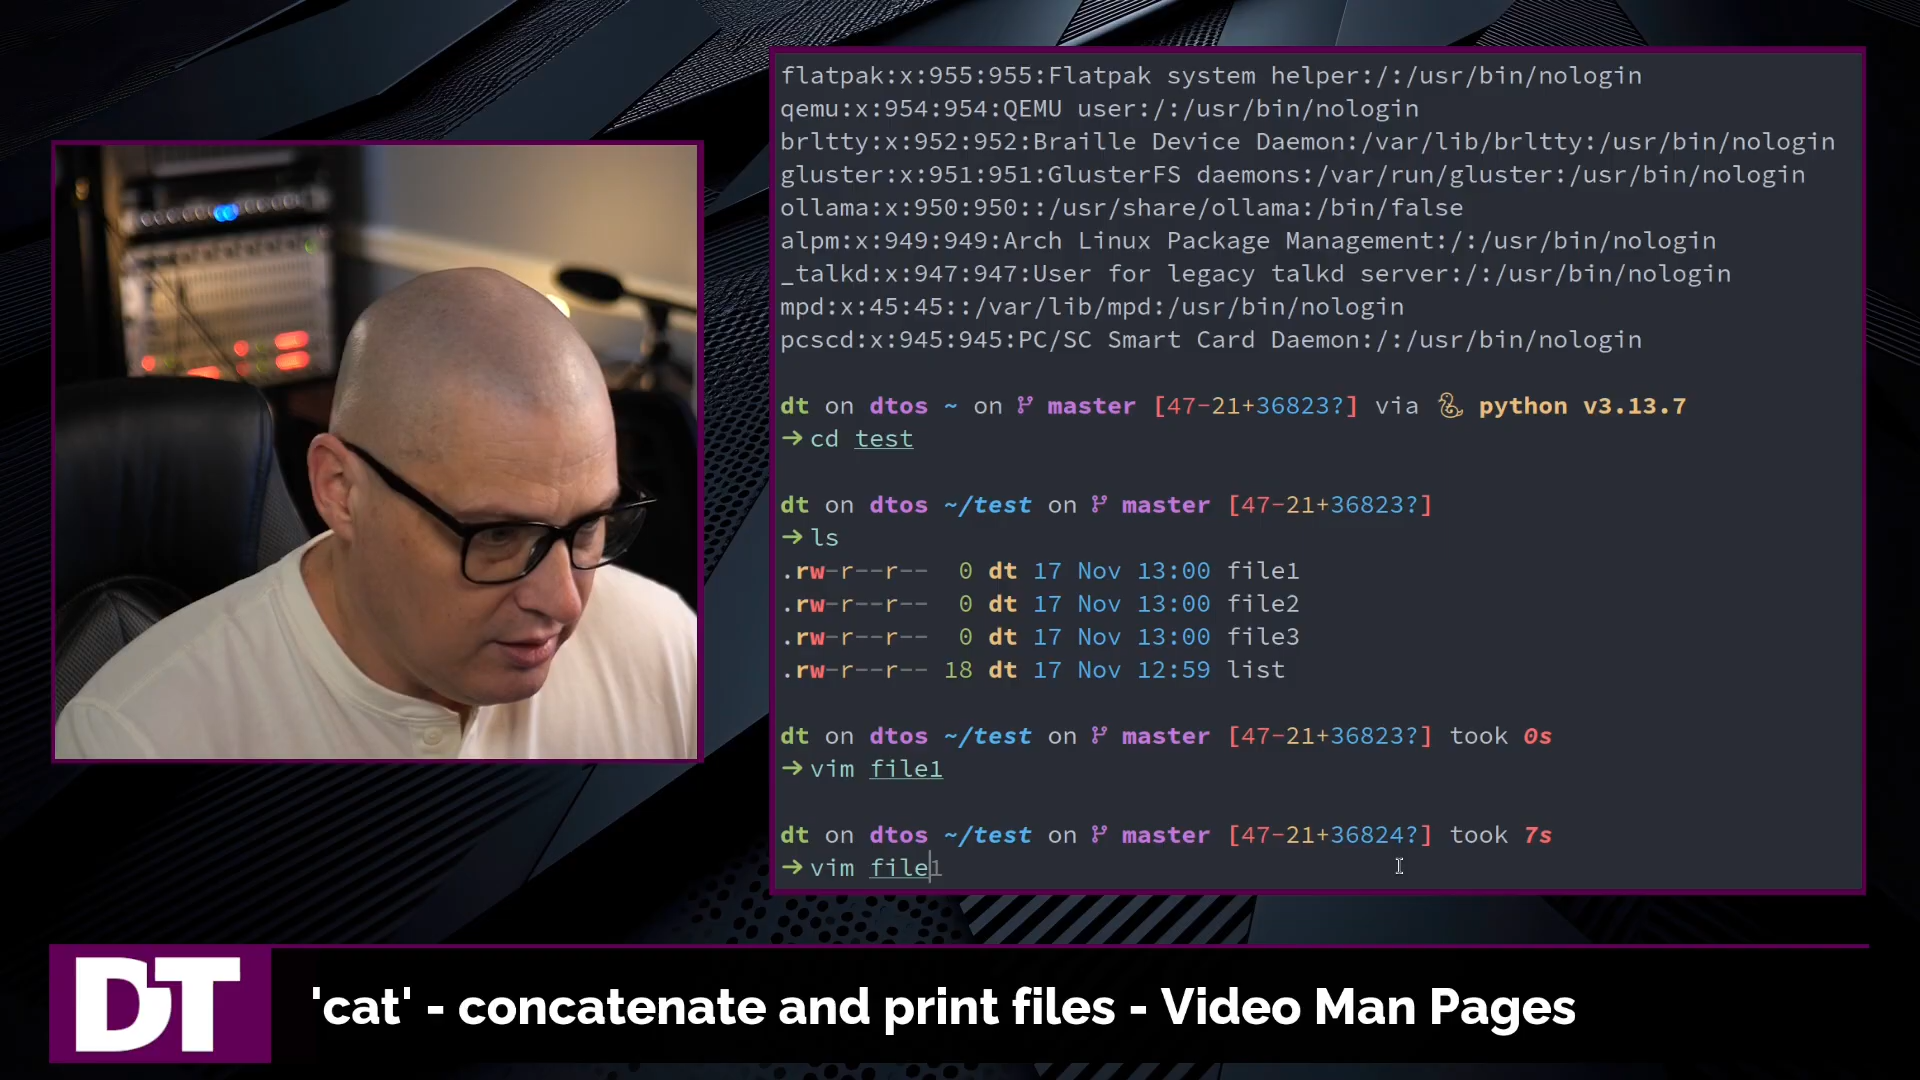 flatpak:x:955:955:Flatpak system helper:/:/usr/bin/nologin
qemu:x:954:954:QEMU user:/:/usr/bin/nologin
brltty:x:952:952:Braille Device Daemon:/var/lib/brltty:/usr/bin/nologin
gluster:x:951:951:GlusterFS daemons:/var/run/gluster:/usr/bin/nologin
ollama:x:950:950::/usr/share/ollama:/bin/false
alpm:x:949:949:Arch Linux Package Management:/:/usr/bin/nologin
_talkd:x:947:947:User for legacy talkd server:/:/usr/bin/nologin
mpd:x:45:45::/var/lib/mpd:/usr/bin/nologin
pcscd:x:945:945:PC/SC Smart Card Daemon:/:/usr/bin/nologin
dt on dtos ~ on master [47-21+36823?] via 🐍 python v3.13.7
→ cd test
dt on dtos ~/test on master [47-21+36823?]
→ ls
.rw-r--r-- 0 dt 17 Nov 13:00 file1
.rw-r--r-- 0 dt 17 Nov 13:00 file2
.rw-r--r-- 0 dt 17 Nov 13:00 file3
.rw-r--r-- 18 dt 17 Nov 12:59 list
dt on dtos ~/test on master [47-21+36823?] took 0s
→ vim file1
dt on dtos ~/test on master [47-21+36824?] took 7s
→ vim file1
DT
'cat' - concatenate and print files - Video Man Pages